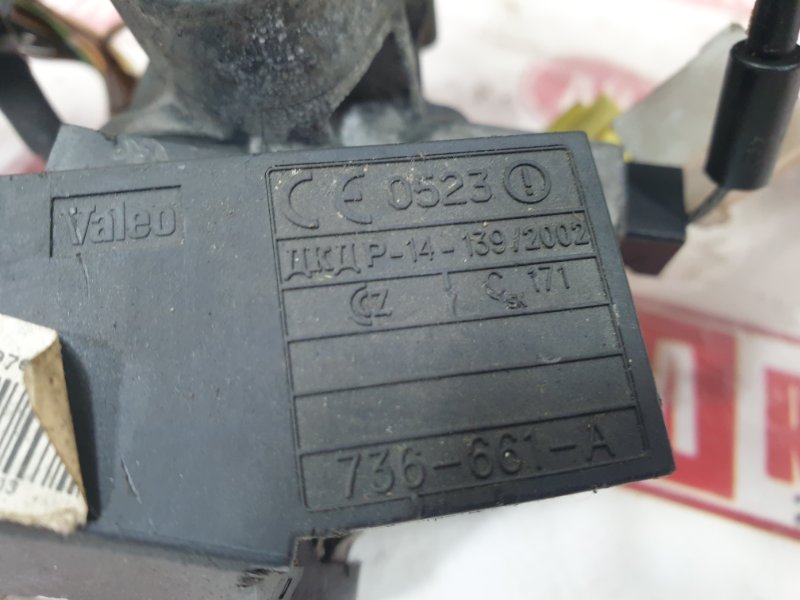 Valeo
CE 0523
ДКД P-14-139/2002
CZ
C SK 171
736-661-A